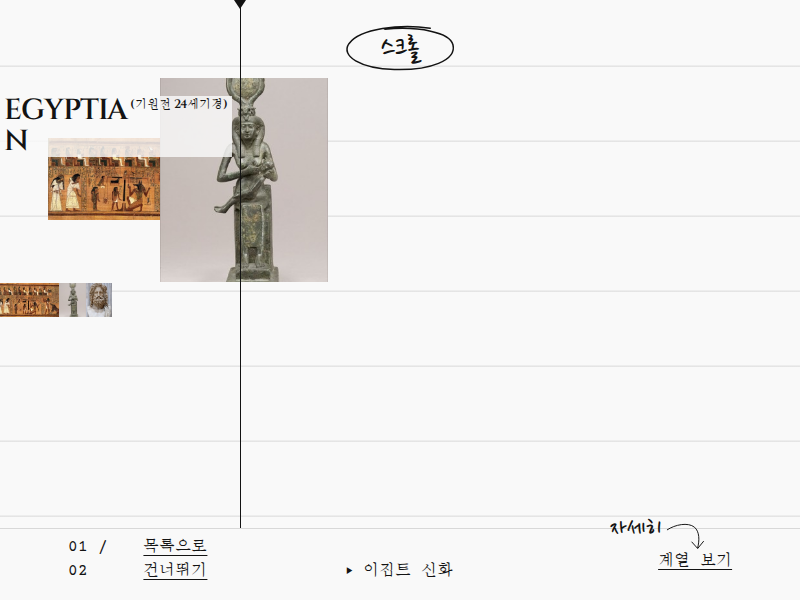 스크롤
EGYPTIA
N
(기원전 24세기경)
01 / 목록으로
02 건너뛰기
▸ 이집트 신화
자세히
계열 보기